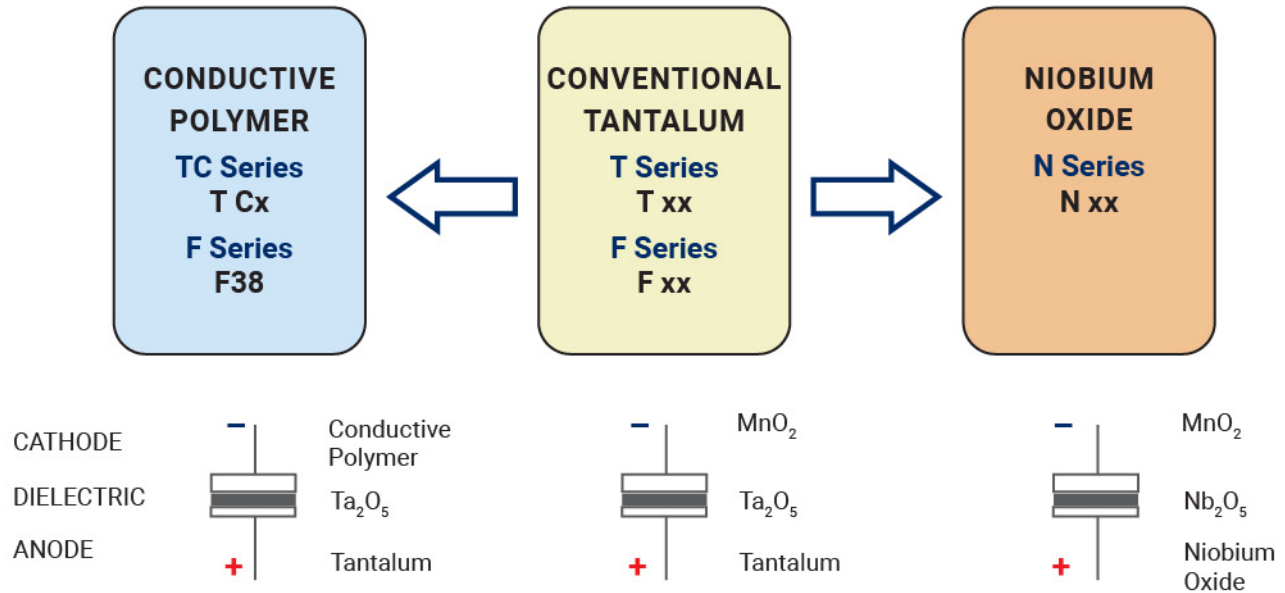 CONDUCTIVE
POLYMER
TC Series
T Cx
F Series
F38
CONVENTIONAL
TANTALUM
T Series
T xx
F Series
F xx
NIOBIUM
OXIDE
N Series
N xx
CATHODE
DIELECTRIC
ANODE
−
Conductive
Polymer
Ta₂O₅
+
Tantalum
−
MnO₂
Ta₂O₅
+
Tantalum
−
MnO₂
Nb₂O₅
+
Niobium
Oxide